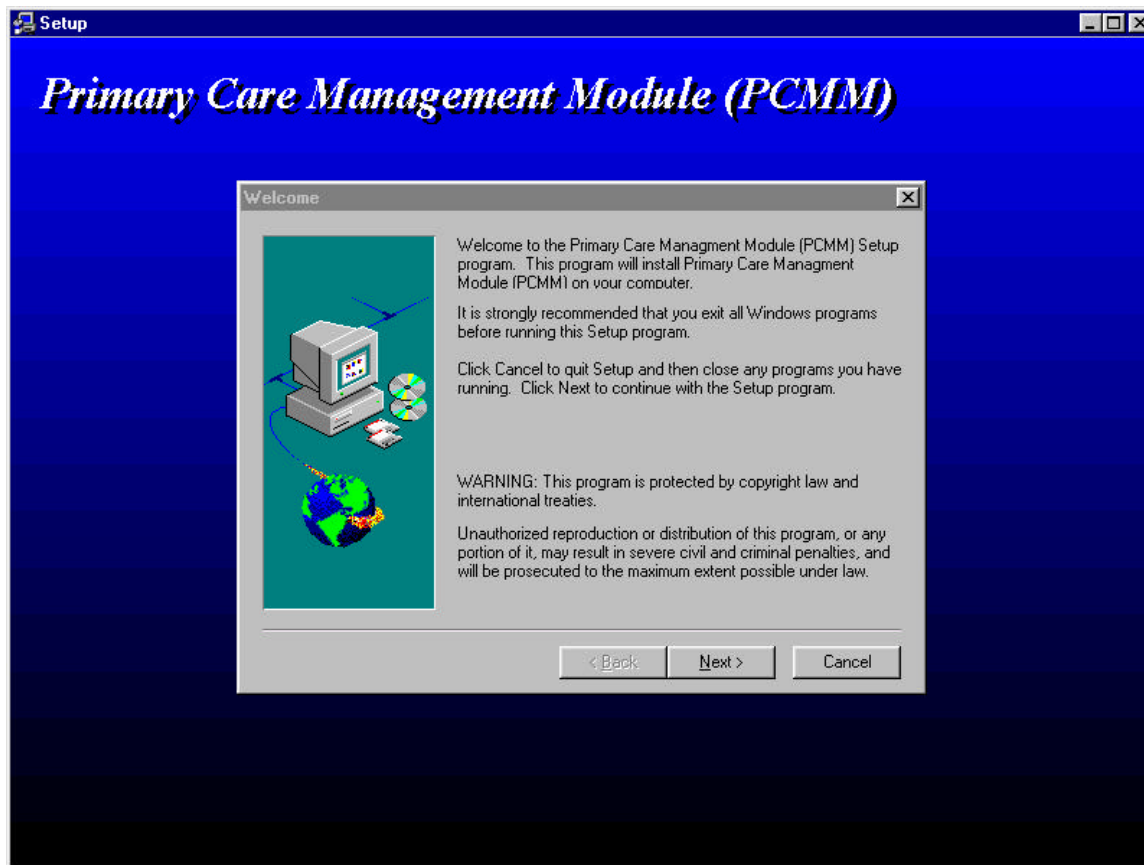 Setup
Primary Care Management Module (PCMM)
Welcome
Welcome to the Primary Care Managment Module (PCMM) Setup
program.  This program will install Primary Care Managment
Module (PCMM) on your computer.
It is strongly recommended that you exit all Windows programs
before running this Setup program.
Click Cancel to quit Setup and then close any programs you have
running.  Click Next to continue with the Setup program.
WARNING: This program is protected by copyright law and
international treaties.
Unauthorized reproduction or distribution of this program, or any
portion of it, may result in severe civil and criminal penalties, and
will be prosecuted to the maximum extent possible under law.
< Back Next > Cancel